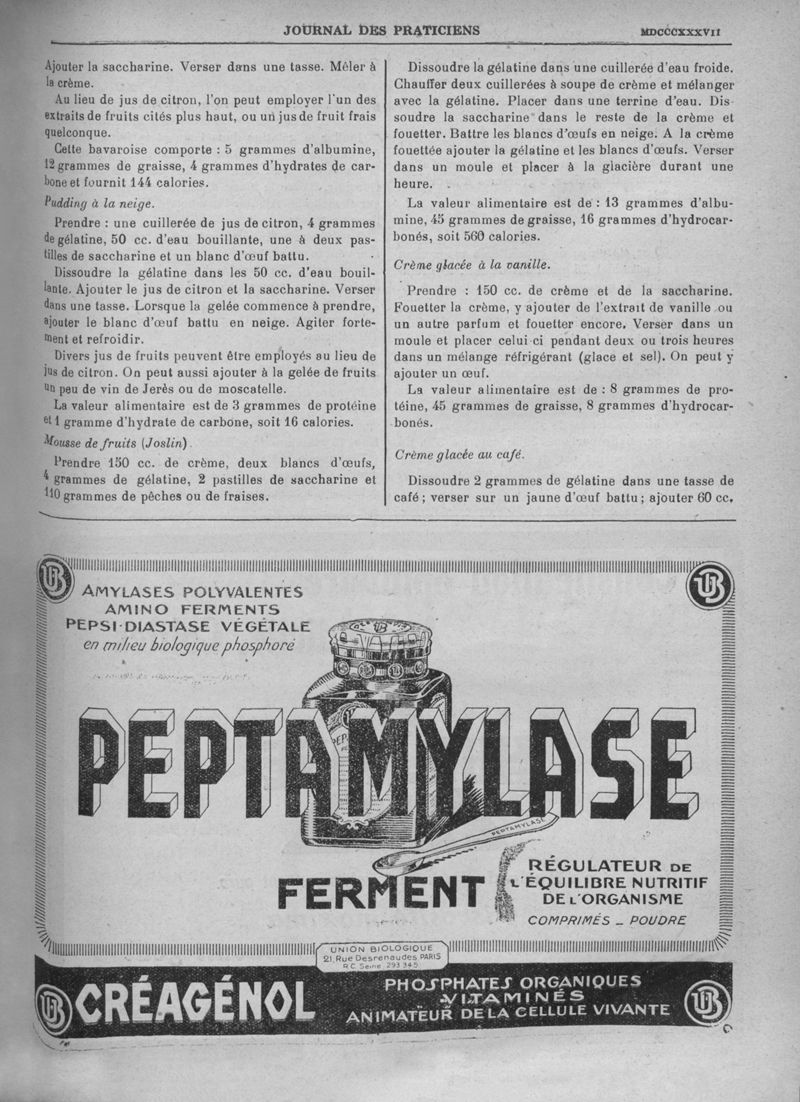 JOURNAL DES PRATICIENS MDCCCXXXVII
Ajouter la saccharine. Verser dans une tasse. Mêler à
la crème.
Au lieu de jus de citron, l'on peut employer l'un des
extraits de fruits cités plus haut, ou un jus de fruit frais
quelconque.
Cette bavaroise comporte : 5 grammes d'albumine,
12 grammes de graisse, 4 grammes d'hydrates de car-
bone et fournit 144 calories.
Pudding à la neige.
Prendre : une cuillerée de jus de citron, 4 grammes
de gélatine, 50 cc. d'eau bouillante, une à deux pas-
tilles de saccharine et un blanc d'œuf battu.
Dissoudre la gélatine dans les 50 cc. d'eau bouil-
lante. Ajouter le jus de citron et la saccharine. Verser
dans une tasse. Lorsque la gelée commence à prendre,
ajouter le blanc d'œuf battu en neige. Agiter forte-
ment et refroidir.
Divers jus de fruits peuvent être employés au lieu de
jus de citron. On peut aussi ajouter à la gelée de fruits
un peu de vin de Jerès ou de moscatelle.
La valeur alimentaire est de 3 grammes de protéine
et 1 gramme d'hydrate de carbone, soit 16 calories.
Mousse de fruits (Joslin).
Prendre 150 cc. de crème, deux blancs d'œufs,
4 grammes de gélatine, 2 pastilles de saccharine et
110 grammes de pêches ou de fraises.
Dissoudre la gélatine dans une cuillerée d'eau froide.
Chauffer deux cuillerées à soupe de crème et mélanger
avec la gélatine. Placer dans une terrine d'eau. Dis
soudre la saccharine dans le reste de la crème et
fouetter. Battre les blancs d'œufs en neige. A la crème
fouettée ajouter la gélatine et les blancs d'œufs. Verser
dans un moule et placer à la glacière durant une
heure.
La valeur alimentaire est de : 13 grammes d'albu-
mine, 45 grammes de graisse, 16 grammes d'hydrocar-
bonés, soit 560 calories.
Crème glacée à la vanille.
Prendre : 150 cc. de crème et de la saccharine.
Fouetter la crème, y ajouter de l'extrait de vanille ou
un autre parfum et fouetter encore. Verser dans un
moule et placer celui ci pendant deux ou trois heures
dans un mélange réfrigérant (glace et sel). On peut y
ajouter un œuf.
La valeur alimentaire est de : 8 grammes de pro-
téine, 45 grammes de graisse, 8 grammes d'hydrocar-
bonés.
Crème glacée au café.
Dissoudre 2 grammes de gélatine dans une tasse de
café ; verser sur un jaune d'œuf battu ; ajouter 60 cc.
AMYLASES POLYVALENTES
AMINO FERMENTS
PEPSI-DIASTASE VÉGÉTALE
en milieu biologique phosphoré
PEPTAMYLASE
PEPTAMYLASE
FERMENT
RÉGULATEUR DE
L'ÉQUILIBRE NUTRITIF
DE L'ORGANISME
COMPRIMÉS _ POUDRE
UNION BIOLOGIQUE
21, Rue Desrenaudes, PARIS
R.C. Seine 293 345
CRÉAGÉNOL
PHOSPHATES ORGANIQUES
VITAMINÉS
ANIMATEUR DE LA CELLULE VIVANTE